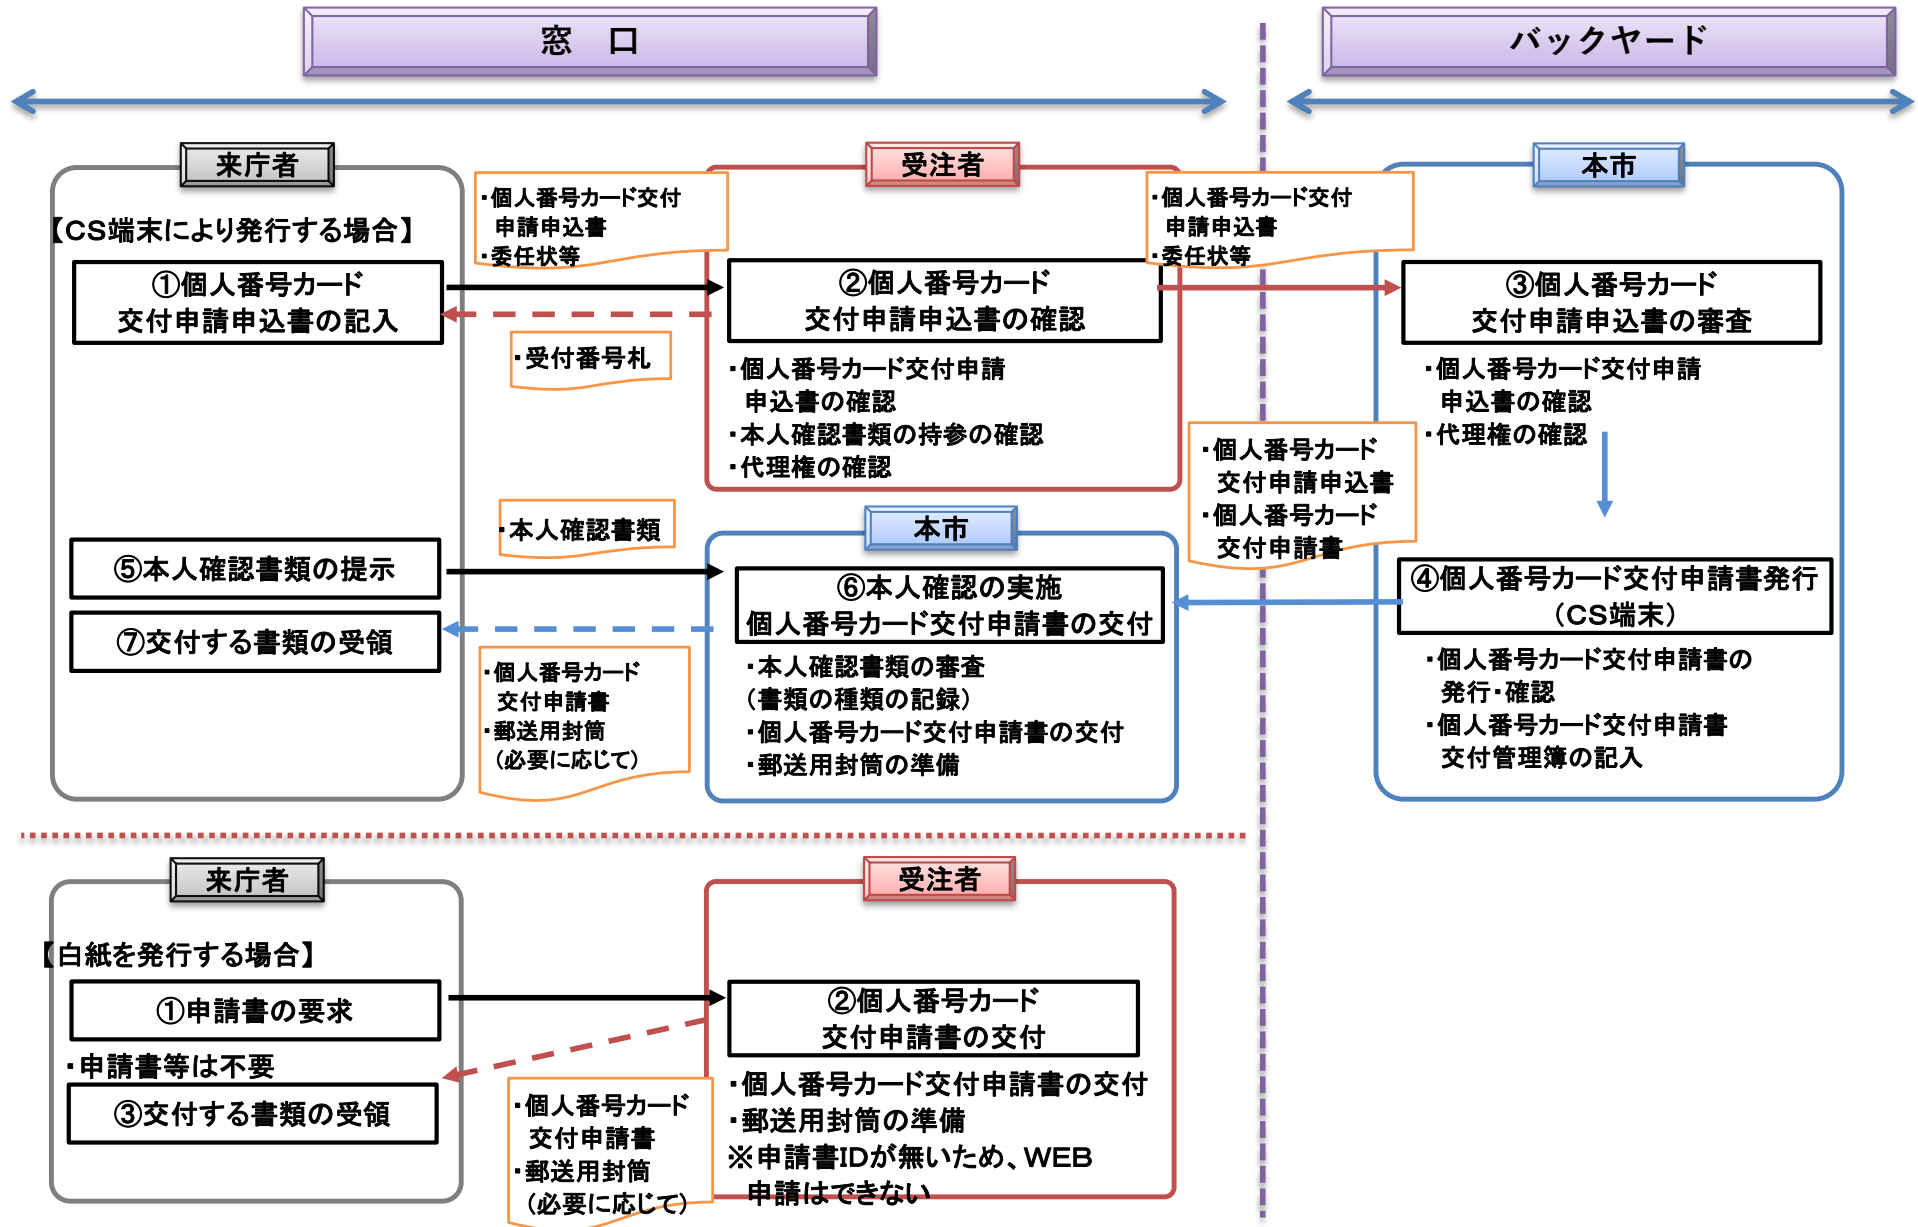 窓　口
バックヤード
来庁者
【CS端末により発行する場合】
①個人番号カード
交付申請申込書の記入
⑤本人確認書類の提示
⑦交付する書類の受領
・個人番号カード交付
申請申込書
・委任状等
・受付番号札
・本人確認書類
・個人番号カード
交付申請書
・郵送用封筒
（必要に応じて）
受注者
②個人番号カード
交付申請申込書の確認
・個人番号カード交付申請
申込書の確認
・本人確認書類の持参の確認
・代理権の確認
本市
⑥本人確認の実施
個人番号カード交付申請書の交付
・本人確認書類の審査
（書類の種類の記録）
・個人番号カード交付申請書の交付
・郵送用封筒の準備
・個人番号カード交付
申請申込書
・委任状等
・個人番号カード
交付申請申込書
・個人番号カード
交付申請書
本市
③個人番号カード
交付申請申込書の審査
・個人番号カード交付申請
申込書の確認
・代理権の確認
④個人番号カード交付申請書発行
（CS端末）
・個人番号カード交付申請書の
発行・確認
・個人番号カード交付申請書
交付管理簿の記入
来庁者
【白紙を発行する場合】
①申請書の要求
・申請書等は不要
③交付する書類の受領
・個人番号カード
交付申請書
・郵送用封筒
（必要に応じて）
受注者
②個人番号カード
交付申請書の交付
・個人番号カード交付申請書の交付
・郵送用封筒の準備
※申請書IDが無いため、WEB
申請はできない